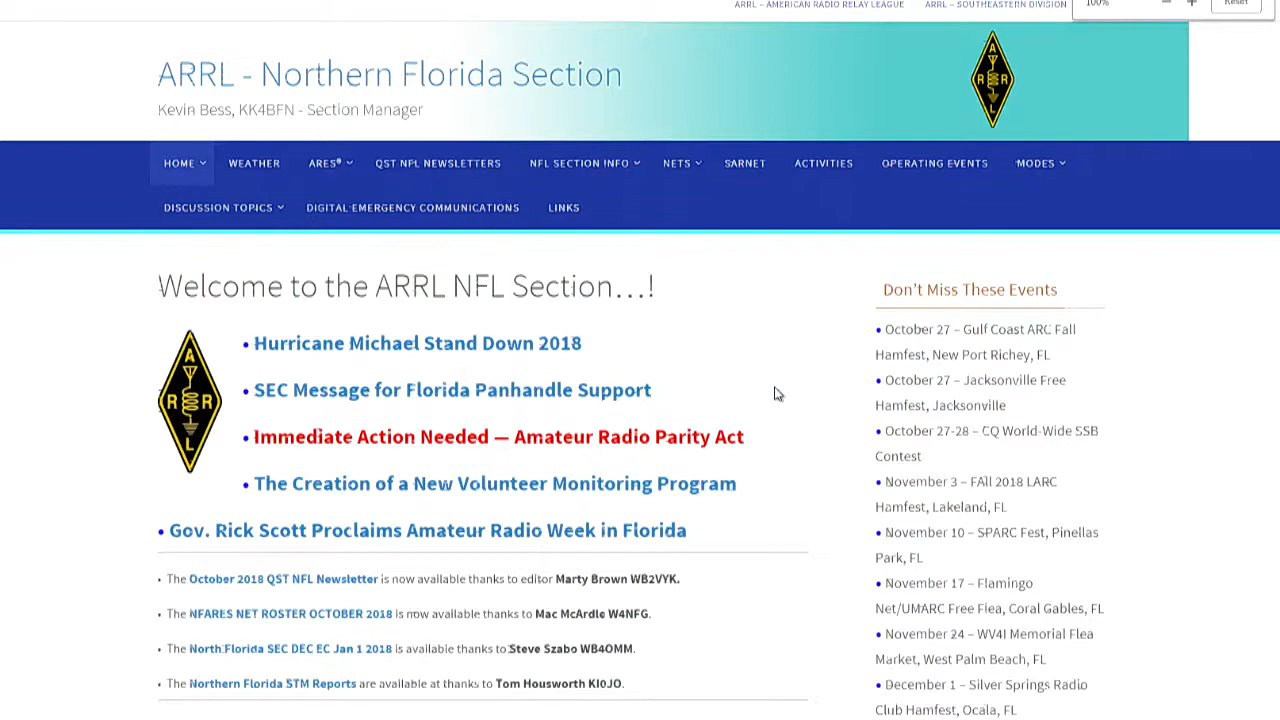 ARRL – AMERICAN RADIO RELAY LEAGUE ARRL – SOUTHEASTERN DIVISION
100% Reset
ARRL - Northern Florida Section
Kevin Bess, KK4BFN - Section Manager
A
R R
L
HOME WEATHER ARES® QST NFL NEWSLETTERS NFL SECTION INFO NETS SARNET ACTIVITIES OPERATING EVENTS MODES
DISCUSSION TOPICS DIGITAL EMERGENCY COMMUNICATIONS LINKS
Welcome to the ARRL NFL Section...!
A
R R
L
• Hurricane Michael Stand Down 2018
• SEC Message for Florida Panhandle Support
• Immediate Action Needed — Amateur Radio Parity Act
• The Creation of a New Volunteer Monitoring Program
• Gov. Rick Scott Proclaims Amateur Radio Week in Florida
• The October 2018 QST NFL Newsletter is now available thanks to editor Marty Brown WB2VYK.
• The NFARES NET ROSTER OCTOBER 2018 is now available thanks to Mac McArdle W4NFG.
• The North Florida SEC DEC EC Jan 1 2018 is available thanks to Steve Szabo WB4OMM.
• The Northern Florida STM Reports are available at thanks to Tom Housworth KI0JO.
Don't Miss These Events
• October 27 – Gulf Coast ARC Fall
Hamfest, New Port Richey, FL
• October 27 – Jacksonville Free
Hamfest, Jacksonville
• October 27-28 – CQ World-Wide SSB
Contest
• November 3 – FAll 2018 LARC
Hamfest, Lakeland, FL
• November 10 – SPARC Fest, Pinellas
Park, FL
• November 17 – Flamingo
Net/UMARC Free Flea, Coral Gables, FL
• November 24 – WV4I Memorial Flea
Market, West Palm Beach, FL
• December 1 – Silver Springs Radio
Club Hamfest, Ocala, FL